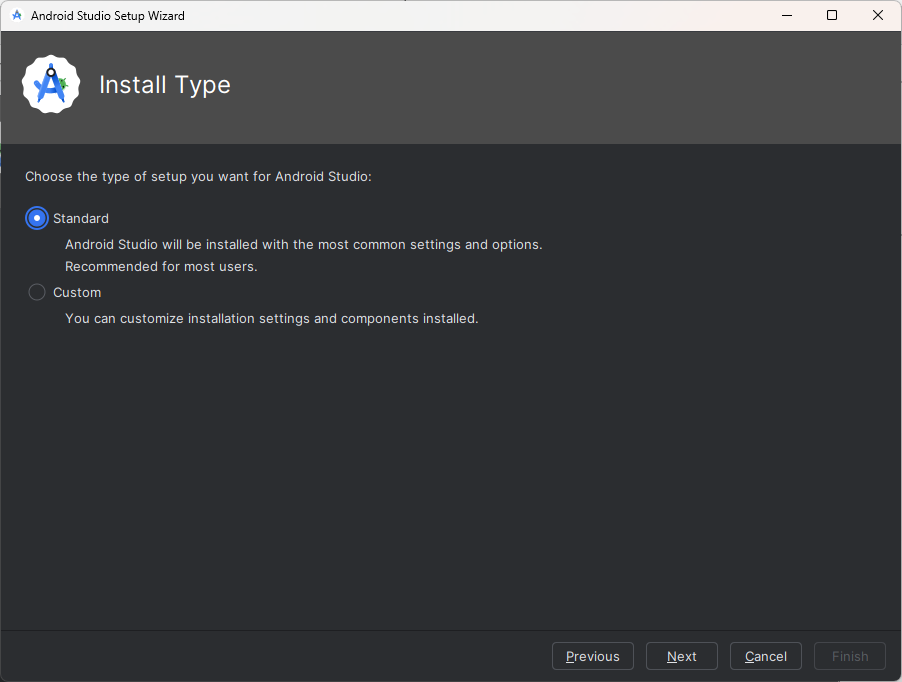 Android Studio Setup Wizard
Install Type
Choose the type of setup you want for Android Studio:
Standard
Android Studio will be installed with the most common settings and options.
Recommended for most users.
Custom
You can customize installation settings and components installed.
Previous Next Cancel Finish